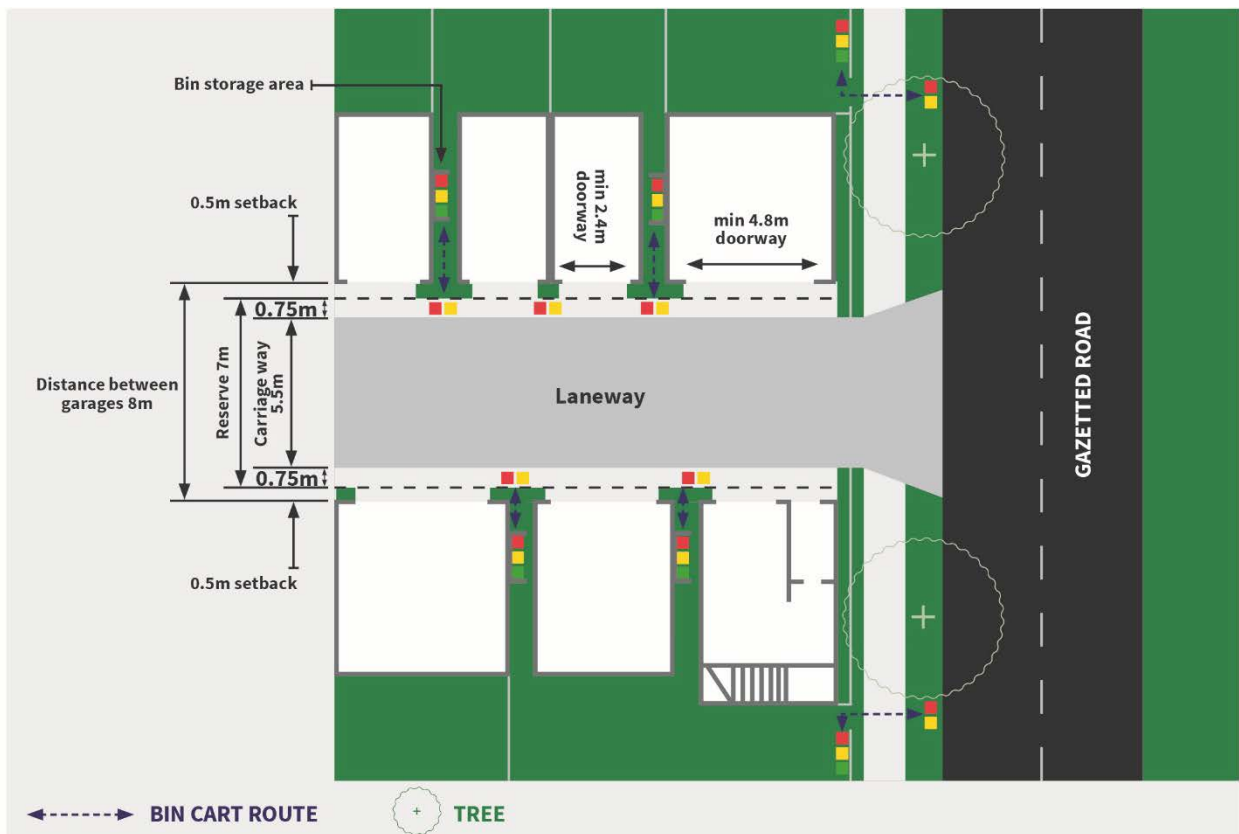 Bin storage area
0.5m setback
min 2.4m
doorway
min 4.8m
doorway
0.75m
Distance between
garages 8m
Reserve 7m
Carriage way
5.5m
Laneway
GAZETTED ROAD
0.75m
0.5m setback
BIN CART ROUTE
TREE